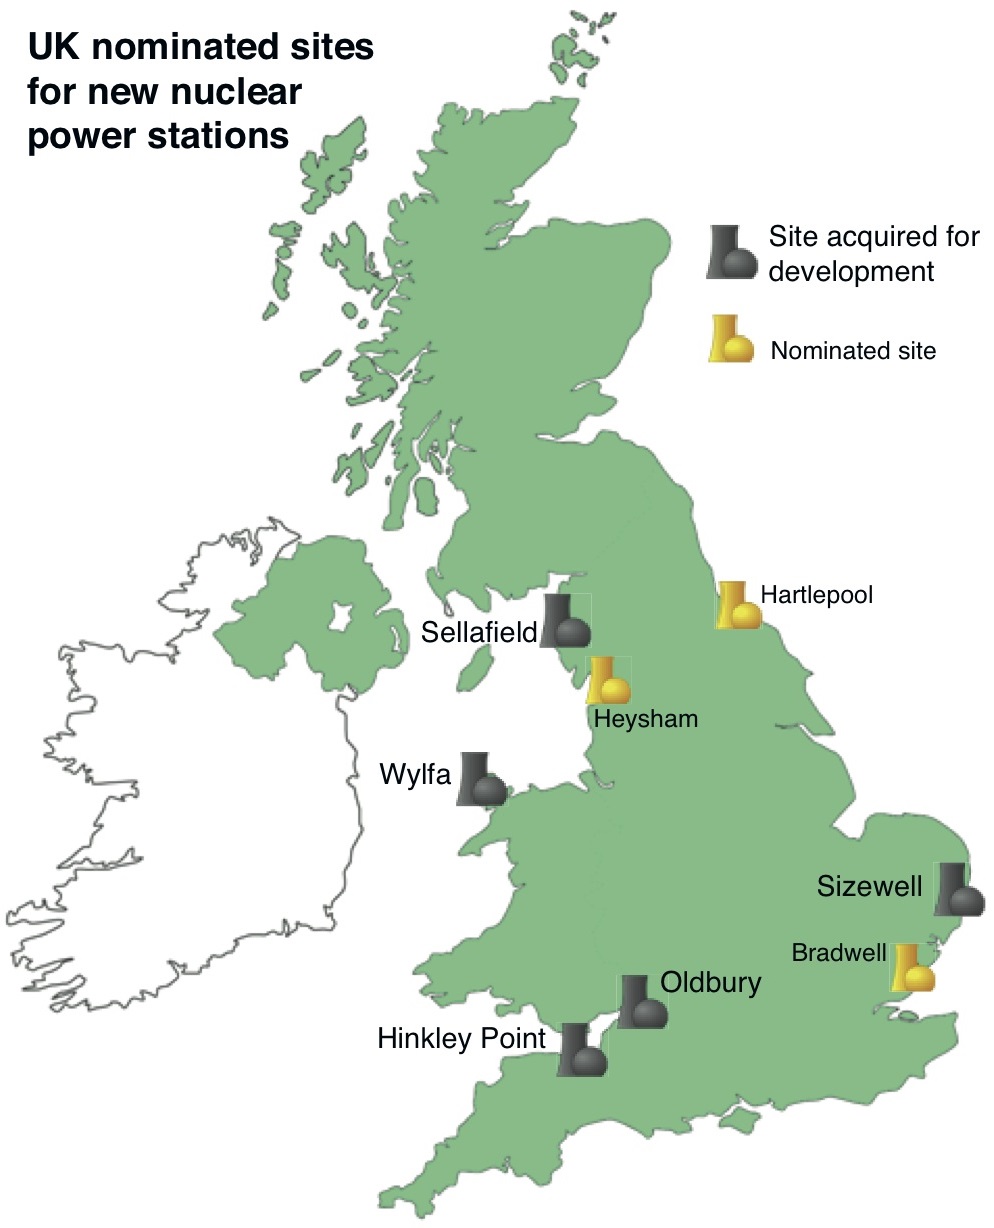 UK nominated sites
for new nuclear
power stations
Site acquired for
development
Nominated site
Hartlepool
Sellafield
Heysham
Wylfa
Sizewell
Bradwell
Oldbury
Hinkley Point